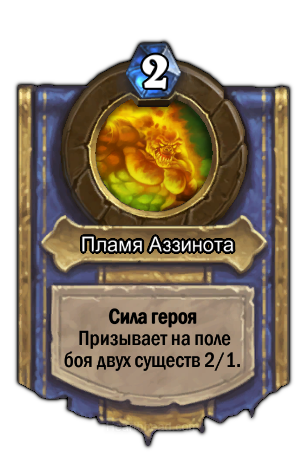 2
Пламя Аззинота
Сила героя
Призывает на поле
боя двух существ 2/1.